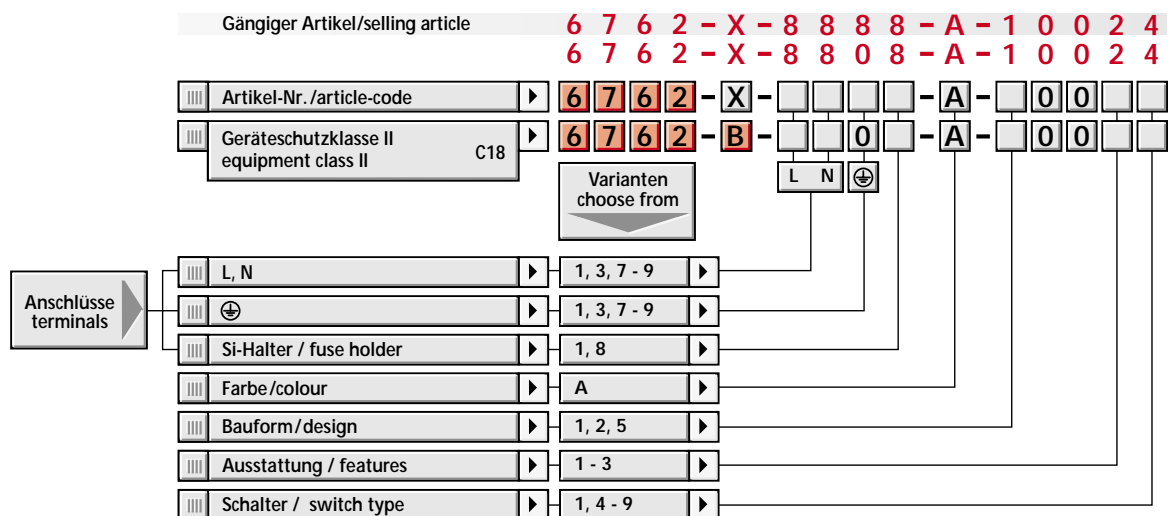 Gängiger Artikel/selling article 6 7 6 2 – X – 8 8 8 8 – A – 1 0 0 2 4
6 7 6 2 – X – 8 8 0 8 – A – 1 0 0 2 4
Artikel-Nr./article-code 6 7 6 2 – X – – A – 0 0
Geräteschutzklasse II 6 7 6 2 – B – 0 – A – 0 0
equipment class II C18
L N
Varianten
choose from
L, N 1, 3, 7 - 9
Anschlüsse
terminals
1, 3, 7 - 9
Si-Halter / fuse holder 1, 8
Farbe/colour A
Bauform/design 1, 2, 5
Ausstattung / features 1 - 3
Schalter / switch type 1, 4 - 9